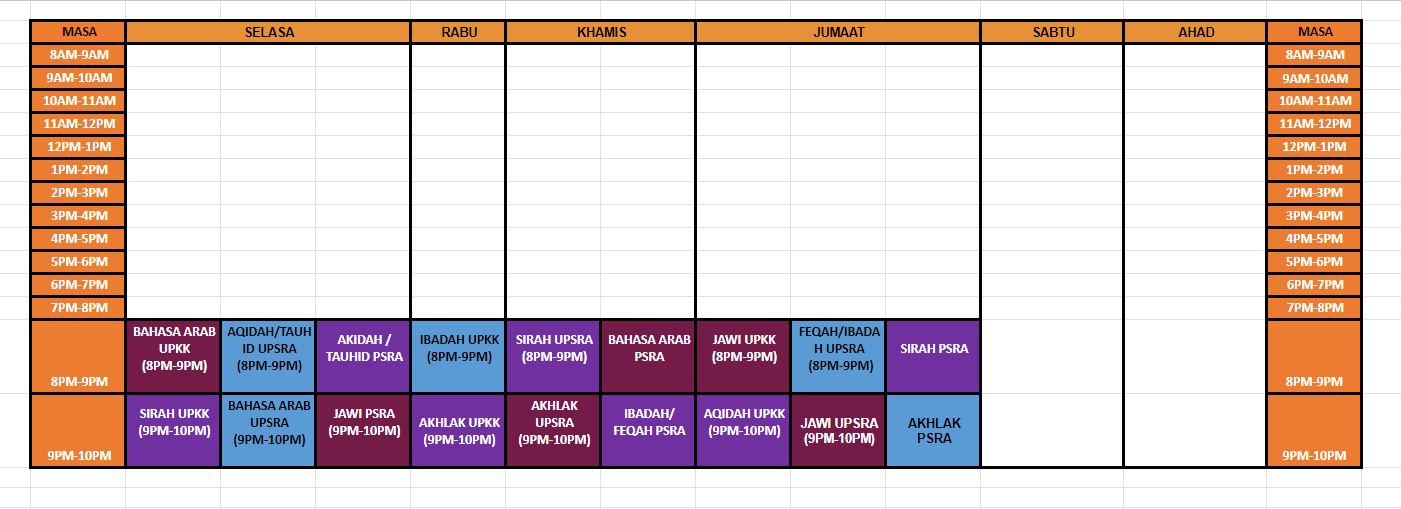 MASA SELASA RABU KHAMIS JUMAAT SABTU AHAD MASA
8AM-9AM 8AM-9AM
9AM-10AM 9AM-10AM
10AM-11AM 10AM-11AM
11AM-12PM 11AM-12PM
12PM-1PM 12PM-1PM
1PM-2PM 1PM-2PM
2PM-3PM 2PM-3PM
3PM-4PM 3PM-4PM
4PM-5PM 4PM-5PM
5PM-6PM 5PM-6PM
6PM-7PM 6PM-7PM
7PM-8PM 7PM-8PM
8PM-9PM
BAHASA ARAB
UPKK
(8PM-9PM)
AQIDAH/TAUH
ID UPSRA
(8PM-9PM)
AKIDAH /
TAUHID PSRA
IBADAH UPKK
(8PM-9PM)
SIRAH UPSRA
(8PM-9PM)
BAHASA ARAB
PSRA
JAWI UPKK
(8PM-9PM)
FEQAH/IBADA
H UPSRA
(8PM-9PM)
SIRAH PSRA
8PM-9PM
9PM-10PM
SIRAH UPKK
(9PM-10PM)
BAHASA ARAB
UPSRA
(9PM-10PM)
JAWI PSRA
(9PM-10PM)
AKHLAK UPKK
(9PM-10PM)
AKHLAK
UPSRA
(9PM-10PM)
IBADAH/
FEQAH PSRA
AQIDAH UPKK
(9PM-10PM)
JAWI UPSRA
(9PM-10PM)
AKHLAK
PSRA
9PM-10PM